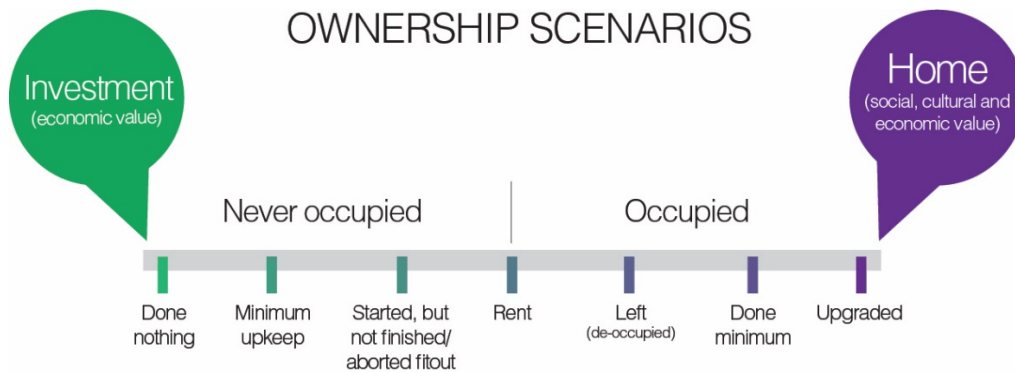 OWNERSHIP SCENARIOS
Investment
(economic value)
Home
(social, cultural and
economic value)
Never occupied
Occupied
Done
nothing
Minimum
upkeep
Started, but
not finished/
aborted fitout
Rent
Left
(de-occupied)
Done
minimum
Upgraded